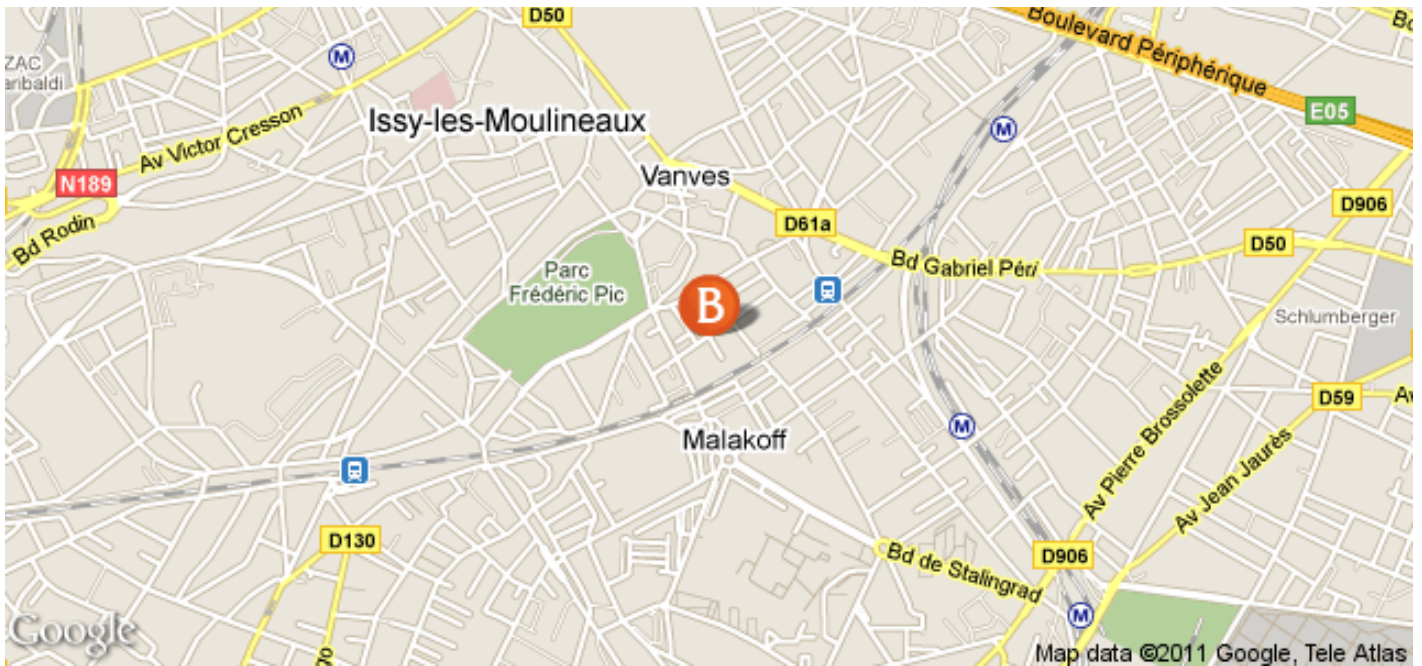 D50
Boulevard Périphérique
ZAC
aribaldi
M
E05
Issy-les-Moulineaux
M
Av Victor Cresson
Vanves
N189
D906
D61a
Bd Rodin
D50
Bd Gabriel Péri
Parc
Frédéric Pic
B
Schlumberger
Av Pierre Brossolette
D59
Av
M
Malakoff
Av Jean Jaurès
D130
D906
Bd de Stalingrad
M
Google
Map data ©2011 Google, Tele Atlas